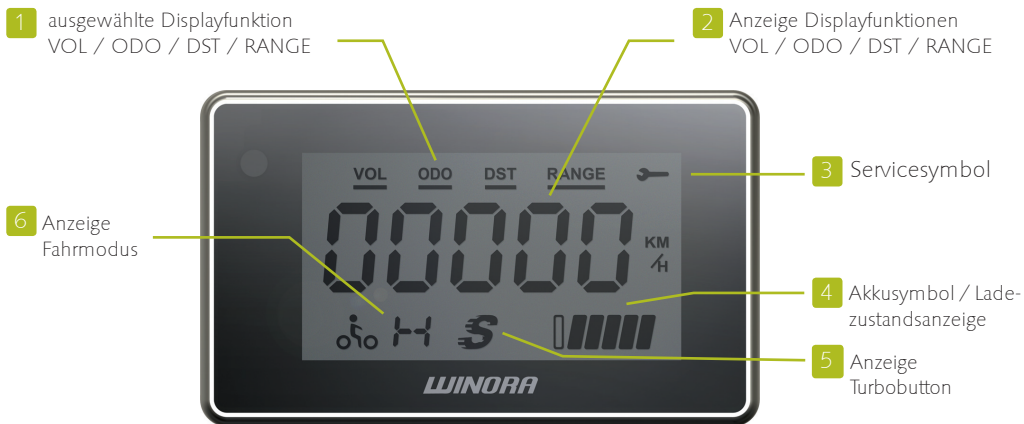 1 ausgewählte Displayfunktion
VOL / ODO / DST / RANGE
2 Anzeige Displayfunktionen
VOL / ODO / DST / RANGE
VOL ODO DST RANGE
3 Servicesymbol
00000
KM
/H
6 Anzeige
Fahrmodus
4 Akkusymbol / Lade-
zustandsanzeige
H S
5 Anzeige
Turbobutton
WINORA